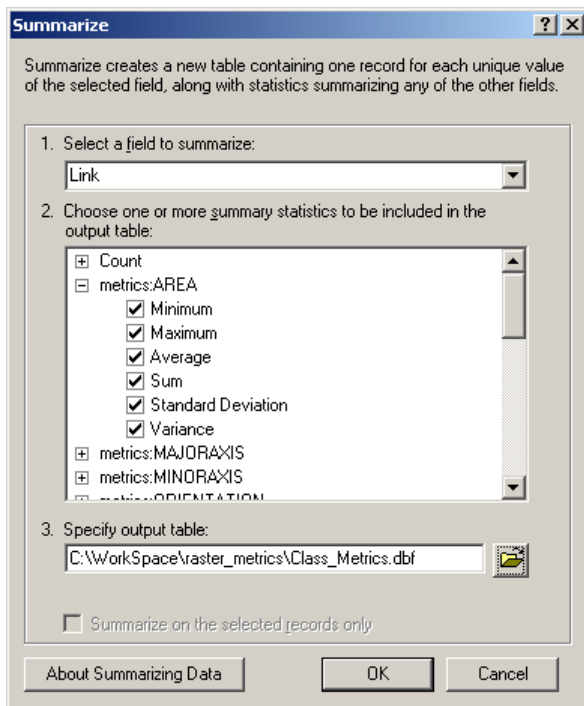 Summarize
Summarize creates a new table containing one record for each unique value
of the selected field, along with statistics summarizing any of the other fields.
1. Select a field to summarize:
Link
2. Choose one or more summary statistics to be included in the
output table:
Count
metrics:AREA
Minimum
Maximum
Average
Sum
Standard Deviation
Variance
metrics:MAJORAXIS
metrics:MINORAXIS
metrics:ORIENTATION
3. Specify output table:
C:\WorkSpace\raster_metrics\Class_Metrics.dbf
Summarize on the selected records only
About Summarizing Data
OK
Cancel